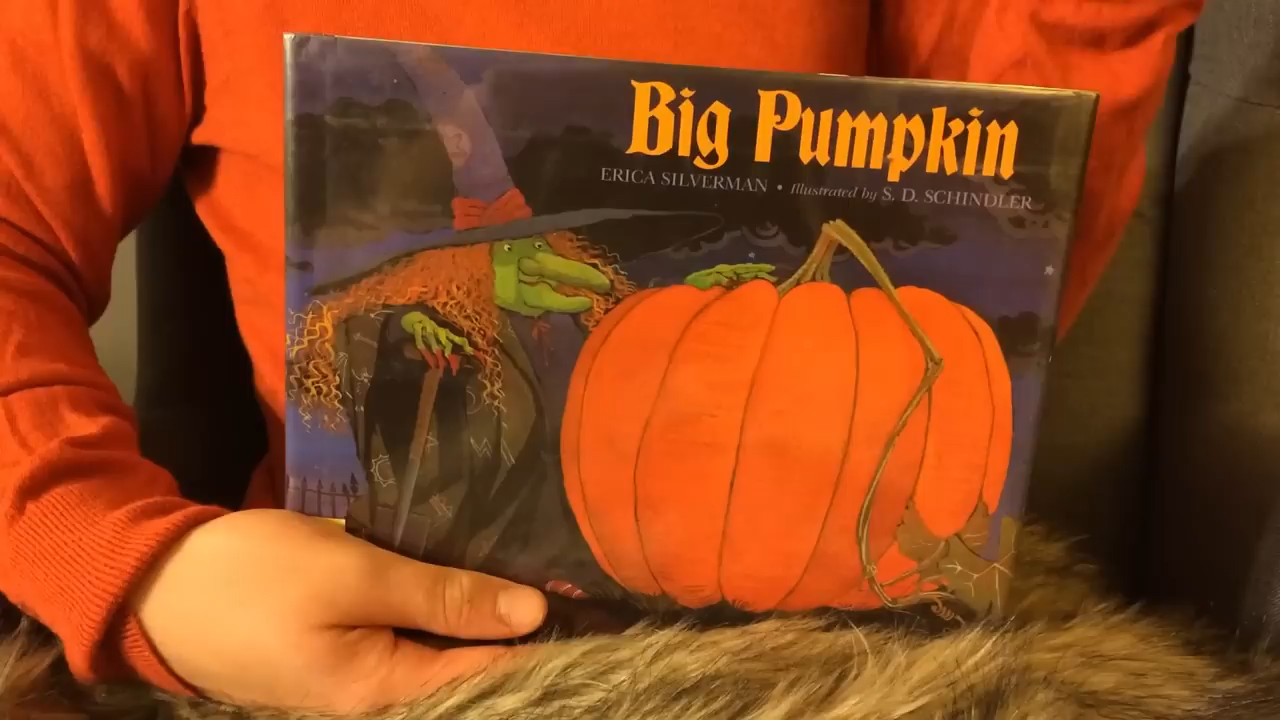 Big Pumpkin
ERICA SILVERMAN • Illustrated by S. D. SCHINDLER